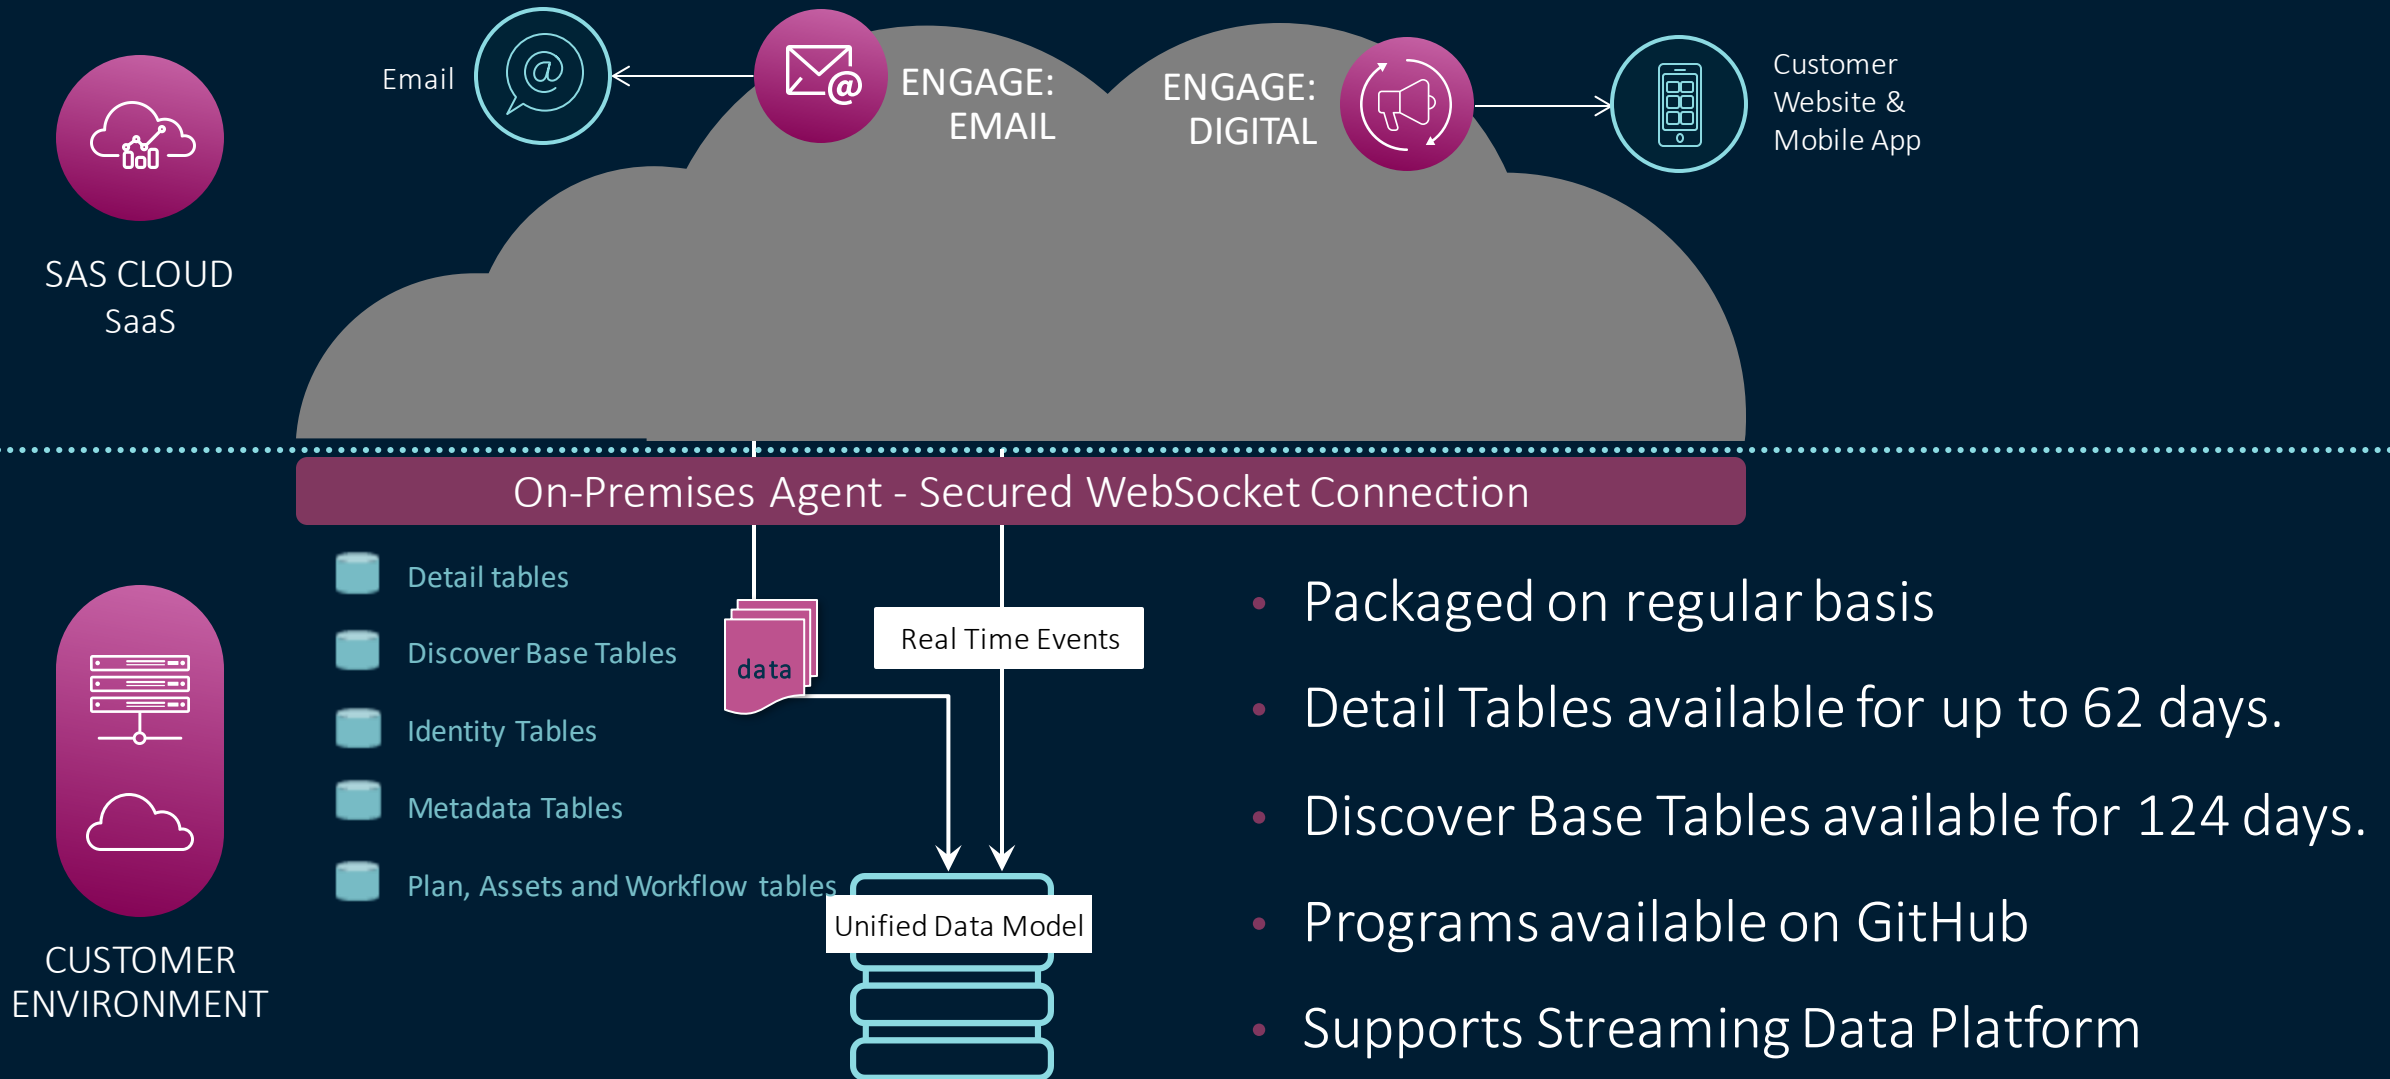 Email
@
@
ENGAGE:
EMAIL
ENGAGE:
DIGITAL
Customer
Website &
Mobile App
SAS CLOUD
SaaS
On-Premises Agent - Secured WebSocket Connection
Detail tables
Discover Base Tables
Identity Tables
Metadata Tables
Plan, Assets and Workflow tables
data
Real Time Events
Unified Data Model
CUSTOMER
ENVIRONMENT
• Packaged on regular basis
• Detail Tables available for up to 62 days.
• Discover Base Tables available for 124 days.
• Programs available on GitHub
• Supports Streaming Data Platform